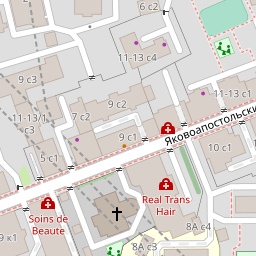 6 с2
11-13 с4
9 с3
9 с2
11-13 с1
11-13/1
с3
7 с2
9 с1
Яковоапостольски
10 с1
5 с1
Real Trans
Hair
Soins de
Beaute
9 к1
8А с4
8А с3